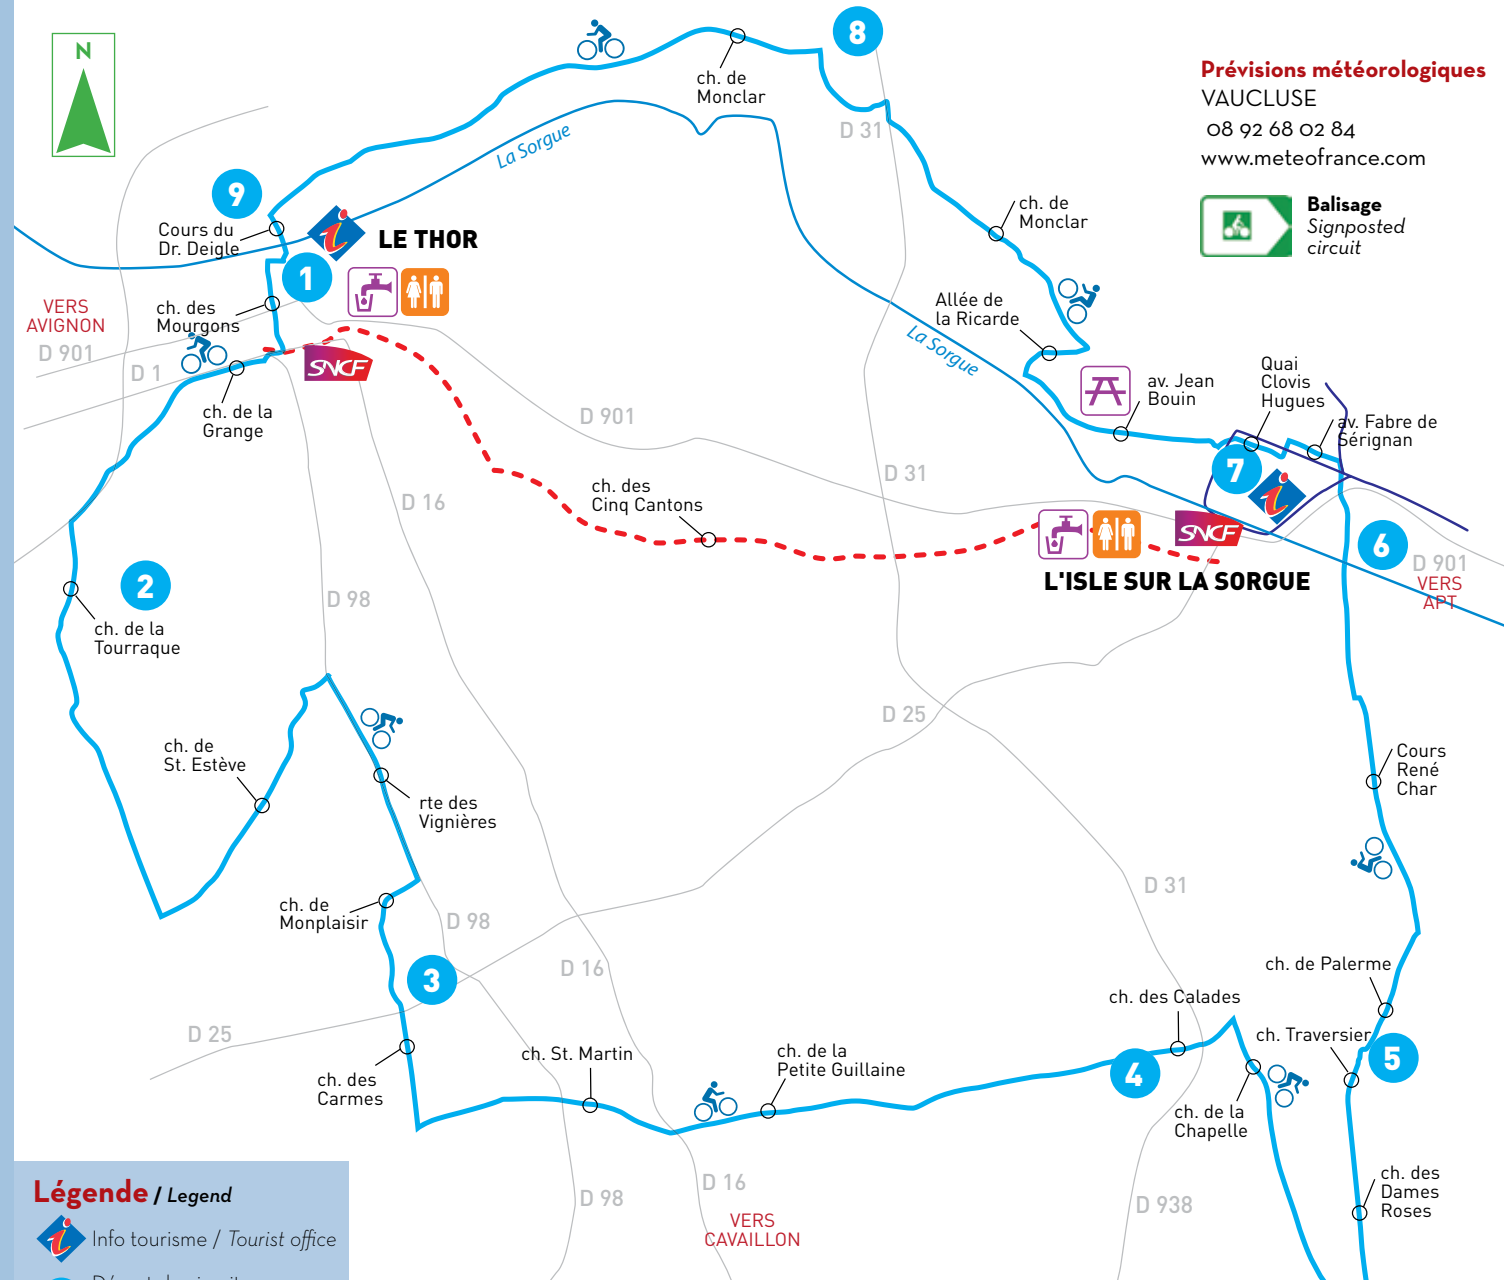 N
8
Prévisions météorologiques
VAUCLUSE
08 92 68 02 84
www.meteofrance.com
Balisage
Signposted
circuit
ch. de
Monclar
D 31
La Sorgue
9
Cours du
Dr. Deigle
i
LE THOR
1
ch. des
Mourgons
VERS
AVIGNON
D 901
D 1
SNCF
ch. de la
Grange
ch. de
Monclar
Allée de
la Ricarde
La Sorgue
av. Jean
Bouin
Quai
Clovis
Hugues
av. Fabre de
Sérignan
7
i
D 901
D 31
D 16
ch. des
Cinq Cantons
SNCF
L'ISLE SUR LA SORGUE
6
D 901
VERS
APT
2
D 98
ch. de la
Tourraque
D 25
ch. de
St. Estève
rte des
Vignières
Cours
René
Char
D 31
ch. de
Monplaisir
D 98
3
D 16
ch. de Palerme
D 25
ch. des Calades
ch. Traversier
5
ch. des
Carmes
ch. St. Martin
ch. de la
Petite Guillaine
4
ch. de la
Chapelle
D 98
D 16
VERS
CAVAILLON
D 938
ch. des
Dames
Roses
Légende / Legend
i
Info tourisme / Tourist office